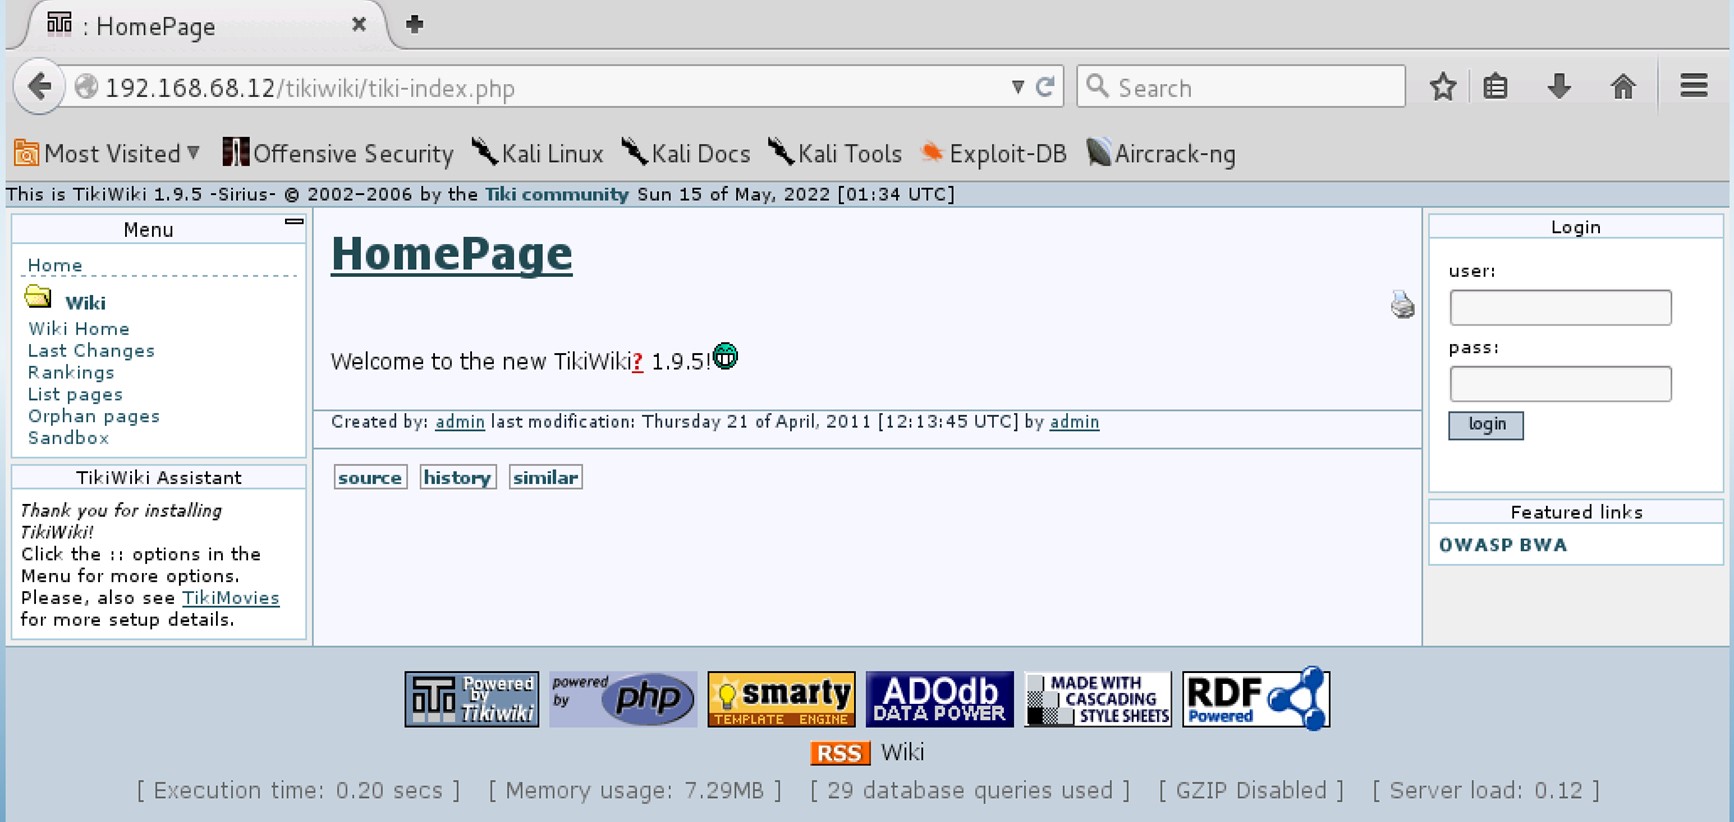 : HomePage
192.168.68.12/tikiwiki/tiki-index.php
Search
Most Visited Offensive Security Kali Linux Kali Docs Kali Tools Exploit-DB Aircrack-ng
This is TikiWiki 1.9.5 -Sirius- © 2002–2006 by the Tiki community Sun 15 of May, 2022 [01:34 UTC]
Menu
Home
Wiki
Wiki Home
Last Changes
Rankings
List pages
Orphan pages
Sandbox
TikiWiki Assistant
Thank you for installing
TikiWiki!
Click the :: options in the
Menu for more options.
Please, also see TikiMovies
for more setup details.
HomePage
Welcome to the new TikiWiki? 1.9.5!
Created by: admin last modification: Thursday 21 of April, 2011 [12:13:45 UTC] by admin
source history similar
Login
user:
pass:
login
Featured links
OWASP BWA
Powered
by
Tikiwiki
powered
by
php
smarty
TEMPLATE ENGINE
ADOdb
DATA POWER
MADE WITH
CASCADING
STYLE SHEETS
RDF
Powered
RSS Wiki
[ Execution time: 0.20 secs ] [ Memory usage: 7.29MB ] [ 29 database queries used ] [ GZIP Disabled ] [ Server load: 0.12 ]